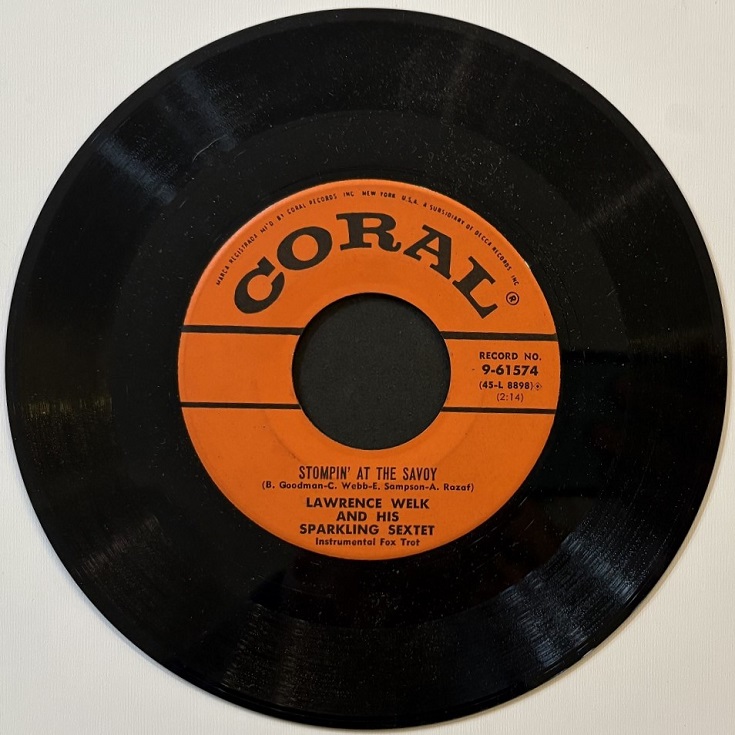 MARCA REGISTRADA MF'D BY CORAL RECORDS, INC. NEW YORK U.S.A. A SUBSIDIARY OF DECCA RECORDS INC
CORAL ®
RECORD NO.
9-61574
(45-L 8898)
(2:14)
STOMPIN' AT THE SAVOY
(B. Goodman-C. Webb-E. Sampson-A. Razaf)
LAWRENCE WELK
AND HIS
SPARKLING SEXTET
Instrumental Fox Trot